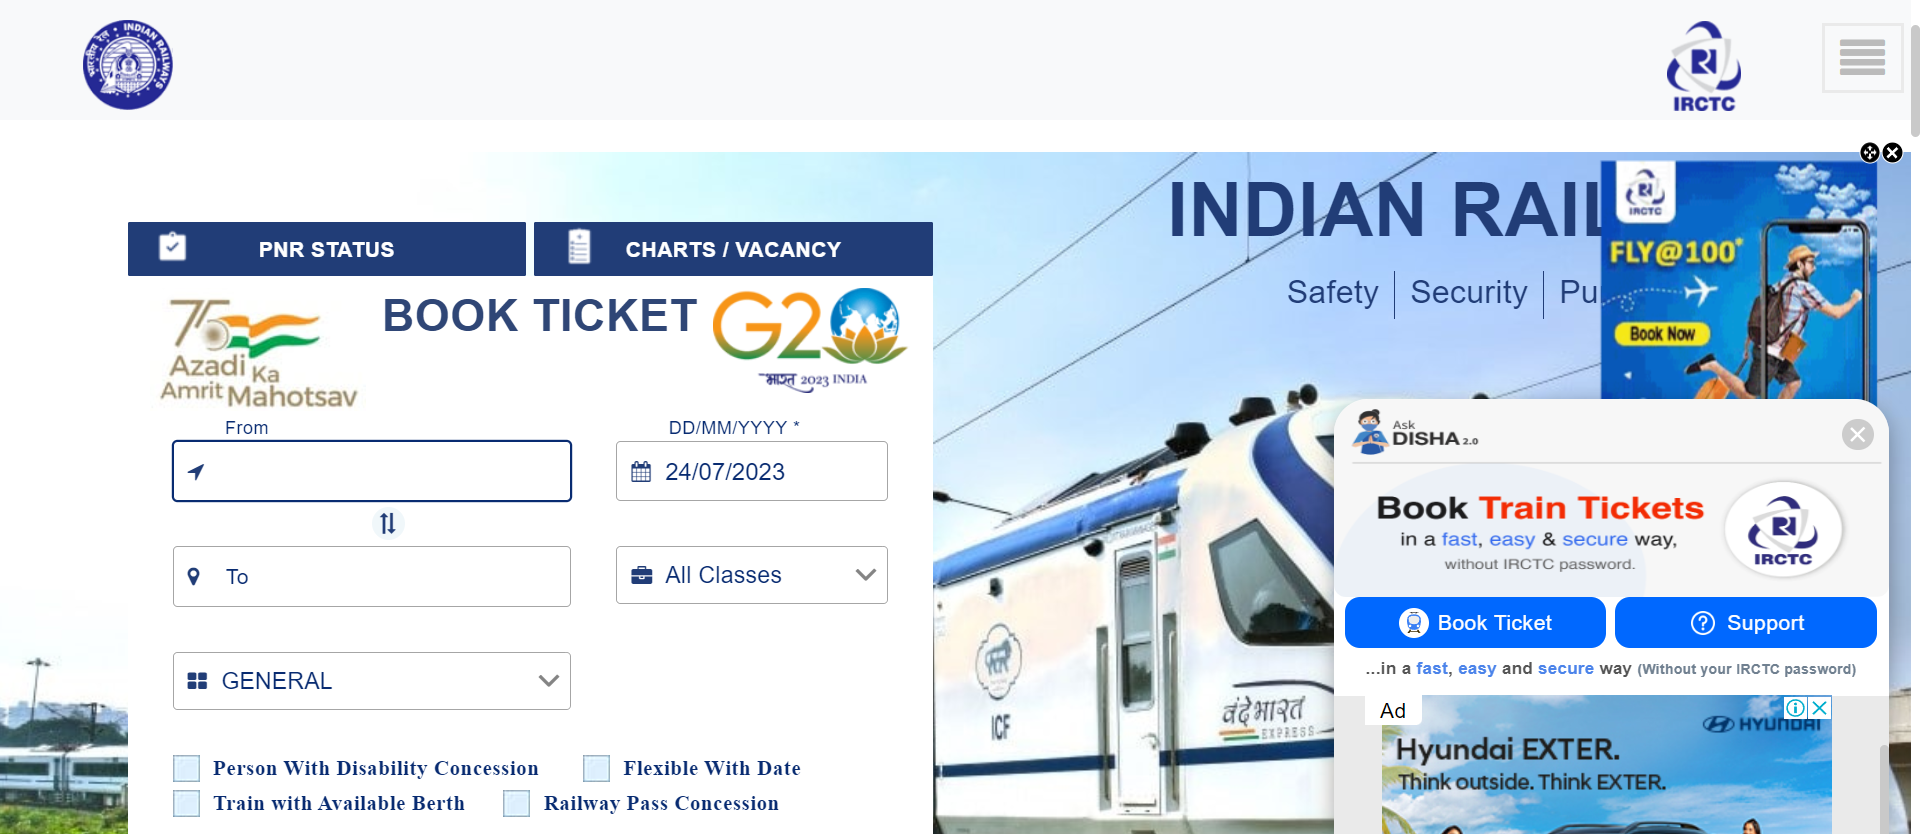 भारतीय रेल INDIAN RAILWAYS
IRCTC
PNR STATUS
CHARTS / VACANCY
75
Azadi Ka
Amrit Mahotsav
BOOK TICKET
G20
भारत 2023 INDIA
From
DD/MM/YYYY *
24/07/2023
To
All Classes
GENERAL
Person With Disability Concession
Flexible With Date
Train with Available Berth
Railway Pass Concession
INDIAN RAIL
Safety | Security | Pu
IRCTC
FLY@100*
Book Now
ICF
वंदे भारत
EXPRESS
Ask
DISHA 2.0
Book Train Tickets
in a fast, easy & secure way,
without IRCTC password.
IRCTC
Book Ticket
Support
...in a fast, easy and secure way (Without your IRCTC password)
Ad
HYUNDAI
Hyundai EXTER.
Think outside. Think EXTER.